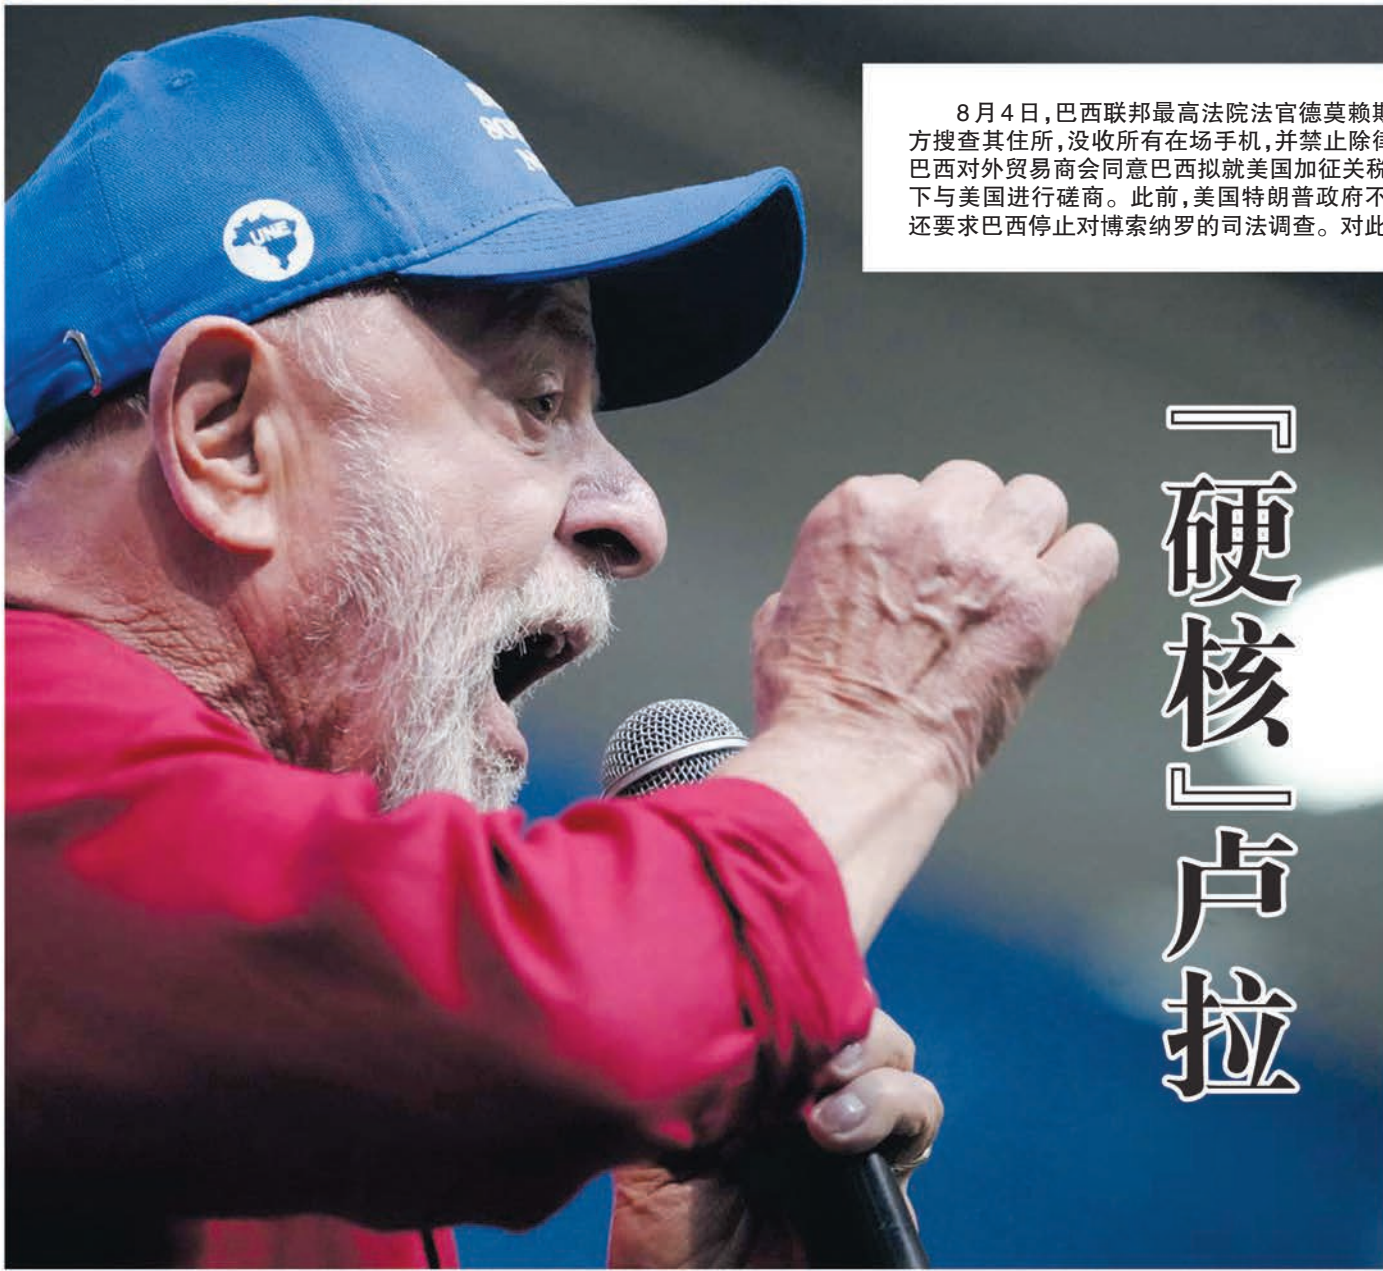 8月4日,巴西联邦最高法院法官德莫赖斯
方搜查其住所,没收所有在场手机,并禁止除律
巴西对外贸易商会同意巴西拟就美国加征关税
下与美国进行磋商。此前,美国特朗普政府不
还要求巴西停止对博索纳罗的司法调查。对此
『硬核』卢拉
UNE